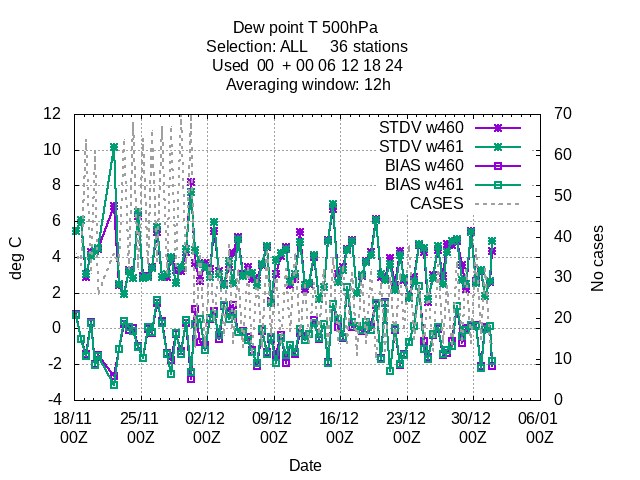 Dew point T 500hPa
Selection: ALL 36 stations
Used 00 + 00 06 12 18 24
Averaging window: 12h
12 70
STDV w460
STDV w461
BIAS w460
BIAS w461
CASES
10 60
8 50
6 40
4 30
2 20
0 10
-2 0
-4
deg C
No cases
18/11 25/11 02/12 09/12 16/12 23/12 30/12 06/01
00Z 00Z 00Z 00Z 00Z 00Z 00Z 00Z
Date